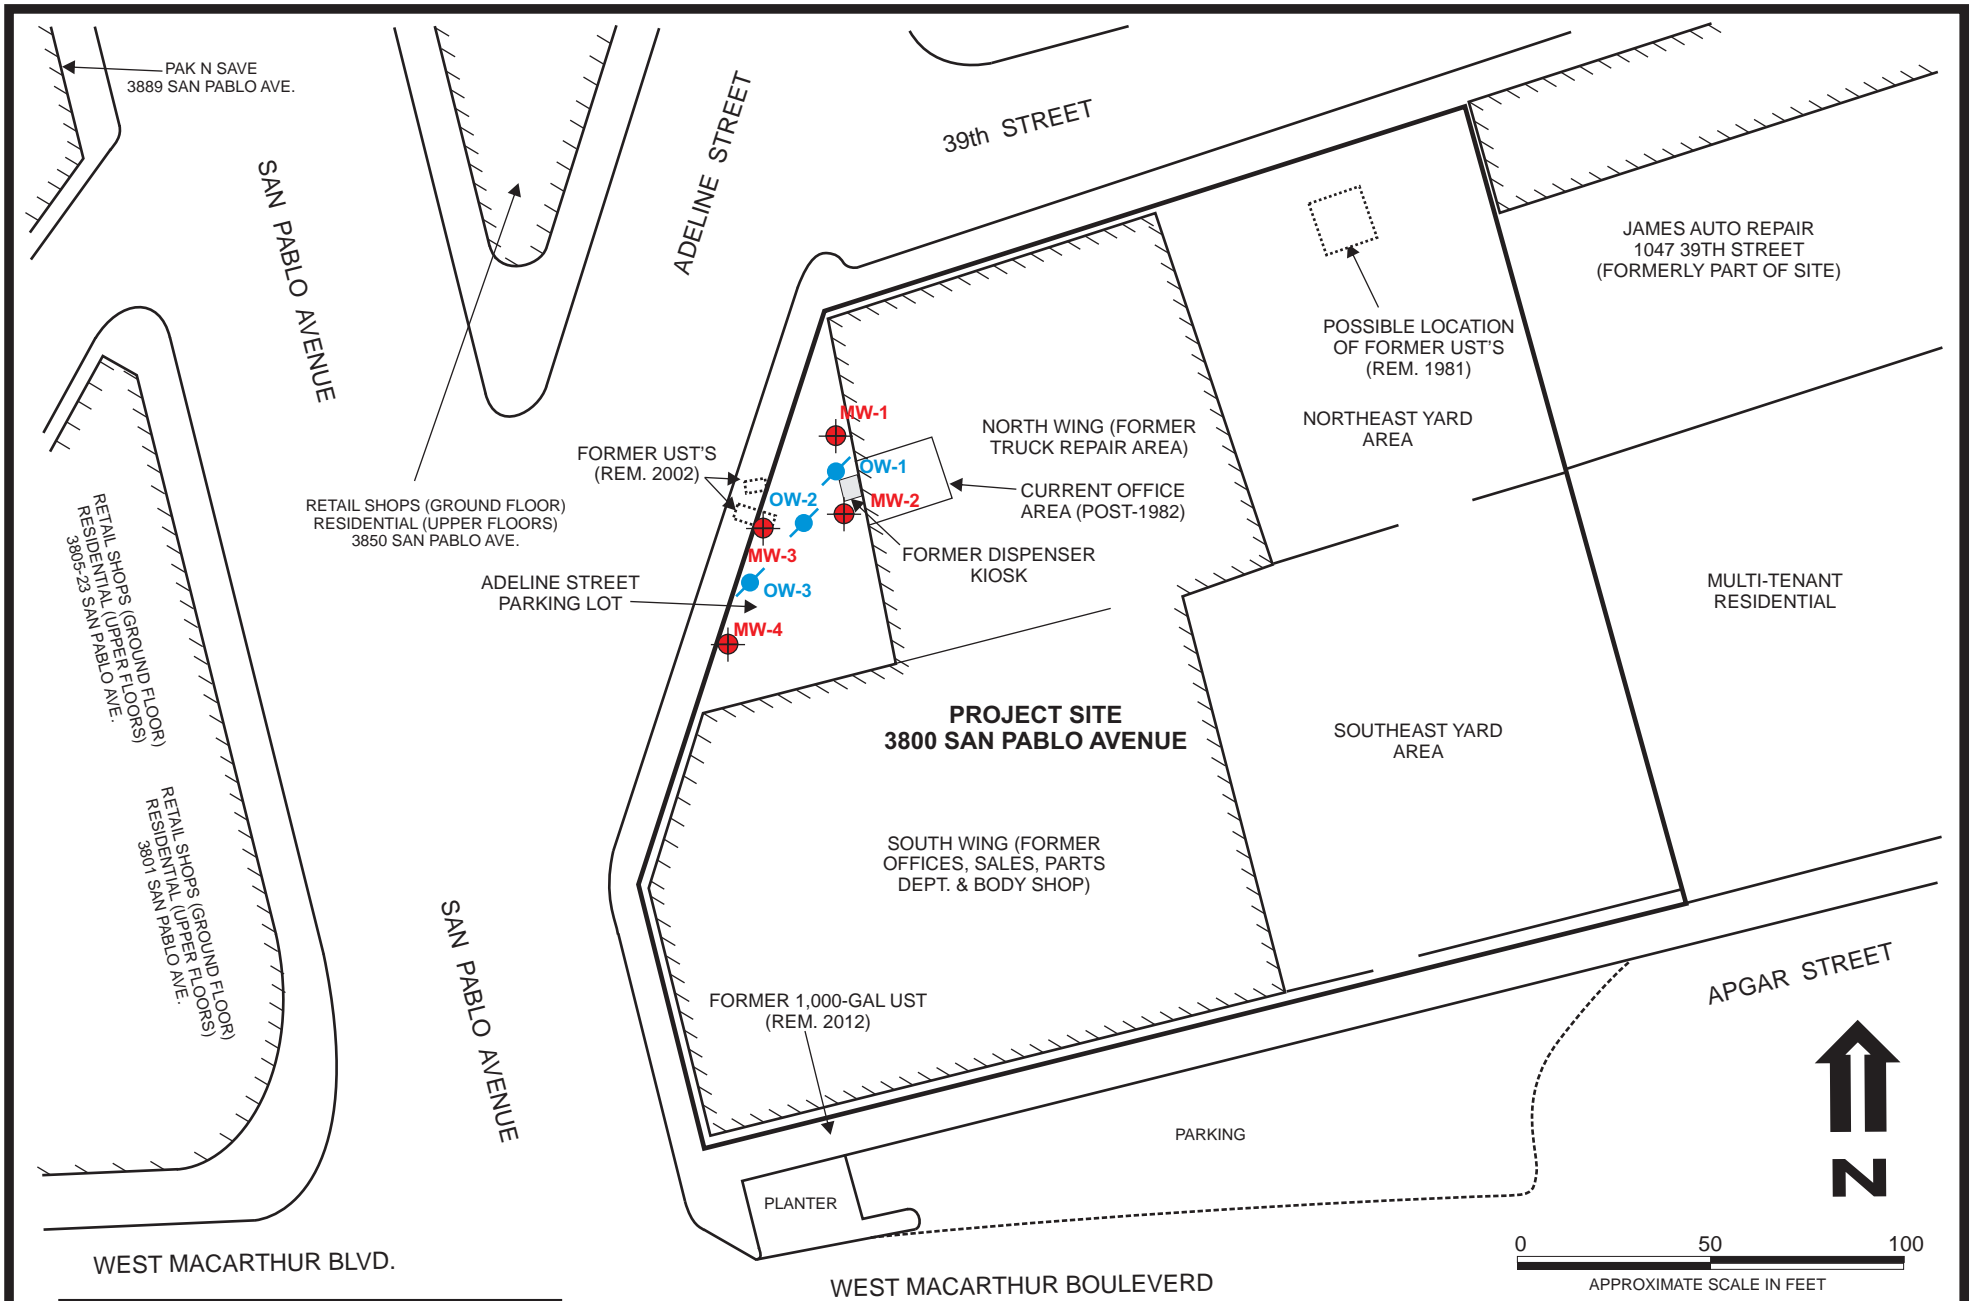 PAK N SAVE
3889 SAN PABLO AVE.
SAN PABLO AVENUE
ADELINE STREET
39th STREET
JAMES AUTO REPAIR
1047 39TH STREET
(FORMERLY PART OF SITE)
POSSIBLE LOCATION
OF FORMER UST'S
(REM. 1981)
NORTHEAST YARD
AREA
MW-1
NORTH WING (FORMER
TRUCK REPAIR AREA)
FORMER UST'S
(REM. 2002)
OW-1
OW-2
MW-2
CURRENT OFFICE
AREA (POST-1982)
RETAIL SHOPS (GROUND FLOOR)
RESIDENTIAL (UPPER FLOORS)
3850 SAN PABLO AVE.
MW-3
FORMER DISPENSER
KIOSK
ADELINE STREET
PARKING LOT
OW-3
MW-4
MULTI-TENANT
RESIDENTIAL
RETAIL SHOPS (GROUND FLOOR)
RESIDENTIAL (UPPER FLOORS)
3805-23 SAN PABLO AVE.
PROJECT SITE
3800 SAN PABLO AVENUE
SOUTHEAST YARD
AREA
RETAIL SHOPS (GROUND FLOOR)
RESIDENTIAL (UPPER FLOORS)
3801 SAN PABLO AVE.
SOUTH WING (FORMER
OFFICES, SALES, PARTS
DEPT. & BODY SHOP)
SAN PABLO AVENUE
FORMER 1,000-GAL UST
(REM. 2012)
APGAR STREET
PARKING
PLANTER
N
WEST MACARTHUR BLVD.
WEST MACARTHUR BOULEVERD
0 50 100
APPROXIMATE SCALE IN FEET